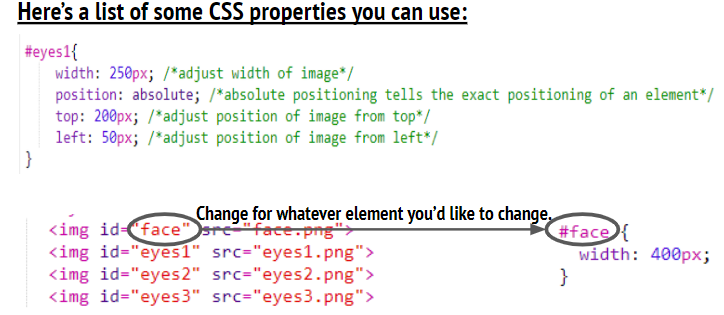 Here's a list of some CSS properties you can use:
#eyes1{
width: 250px; /*adjust width of image*/
position: absolute; /*absolute positioning tells the exact positioning of an element*/
top: 200px; /*adjust position of image from top*/
left: 50px; /*adjust position of image from left*/
}
Change for whatever element you'd like to change.
<img id="face" src="face.png">
<img id="eyes1" src="eyes1.png">
<img id="eyes2" src="eyes2.png">
<img id="eyes3" src="eyes3.png">
#face {
width: 400px;
}